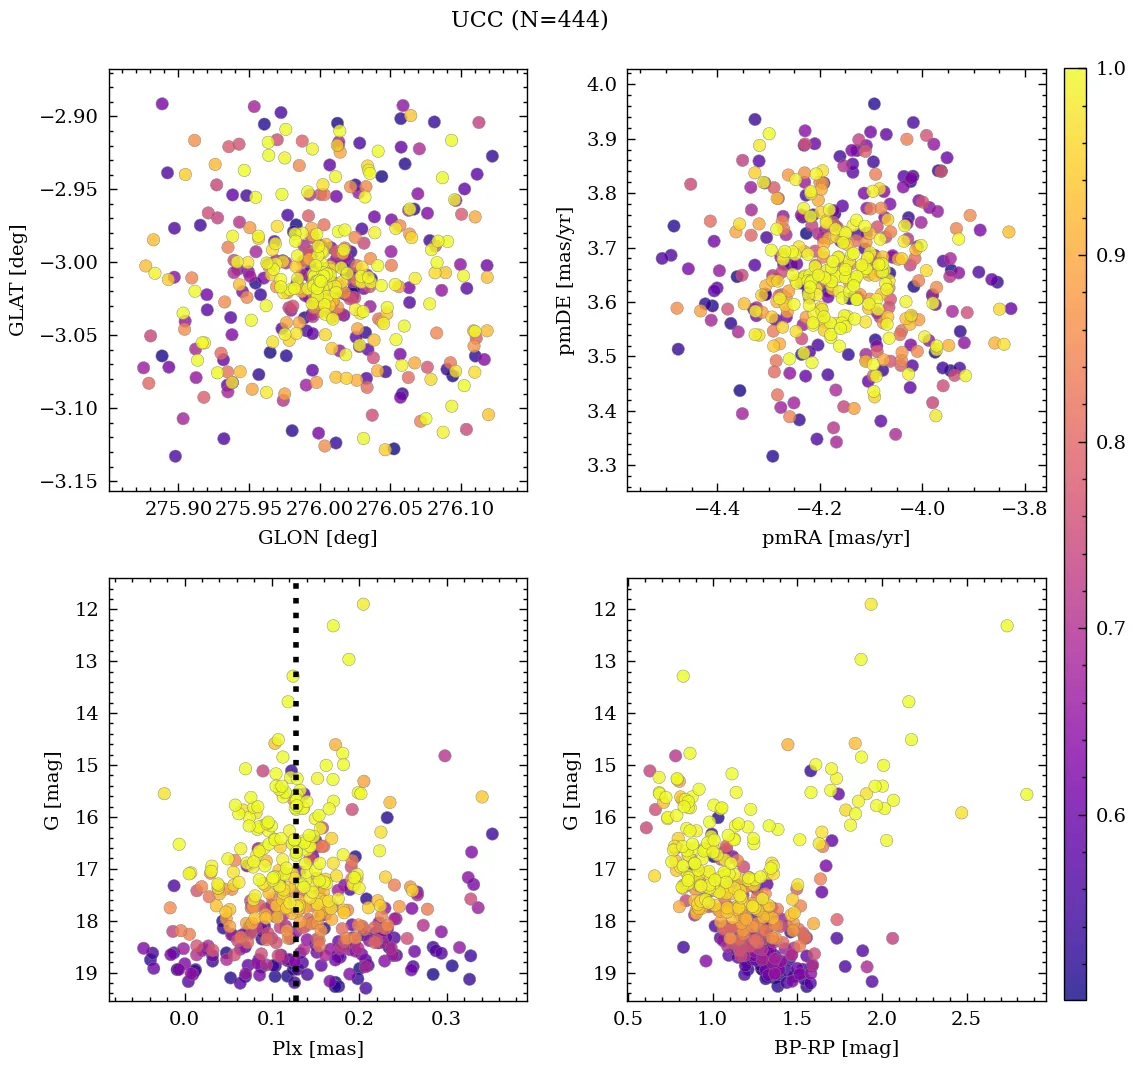 UCC (N=444)
−2.90
−2.95
−3.00
−3.05
−3.10
−3.15
GLAT [deg]
275.90 275.95 276.00 276.05 276.10
GLON [deg]
4.0
3.9
3.8
3.7
3.6
3.5
3.4
3.3
pmDE [mas/yr]
−4.4 −4.2 −4.0 −3.8
pmRA [mas/yr]
1.0
0.9
0.8
0.7
0.6
12
13
14
15
16
17
18
19
G [mag]
0.0 0.1 0.2 0.3
Plx [mas]
12
13
14
15
16
17
18
19
G [mag]
0.5 1.0 1.5 2.0 2.5
BP-RP [mag]